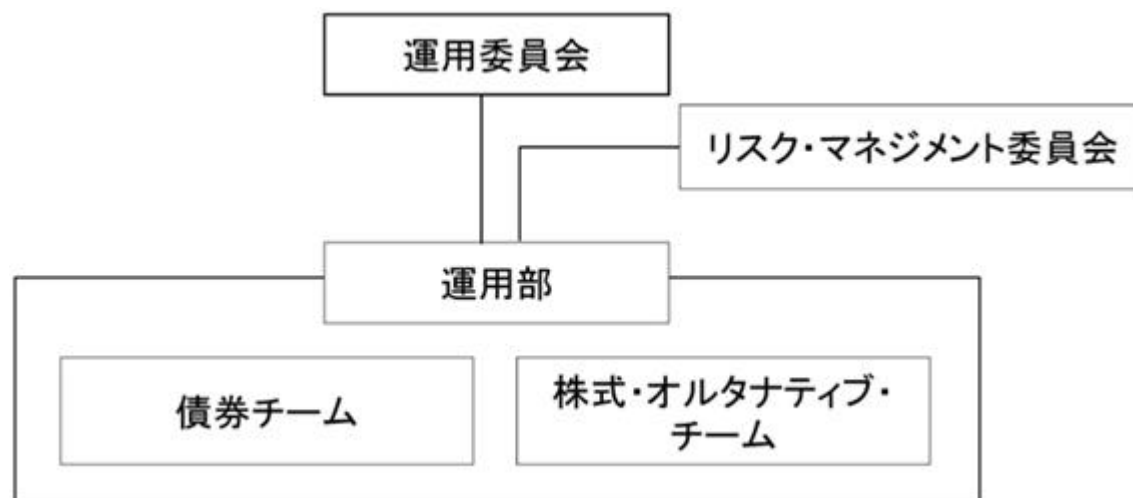 運用委員会
リスク・マネジメント委員会
運用部
債券チーム
株式・オルタナティブ・
チーム